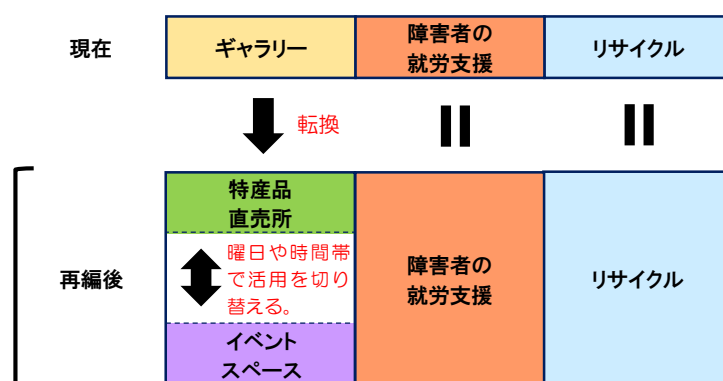 現在
ギャラリー
障害者の
就労支援
リサイクル
転換
再編後
特産品
直売所
曜日や時間帯
で活用を切り
替える。
イベント
スペース
障害者の
就労支援
リサイクル